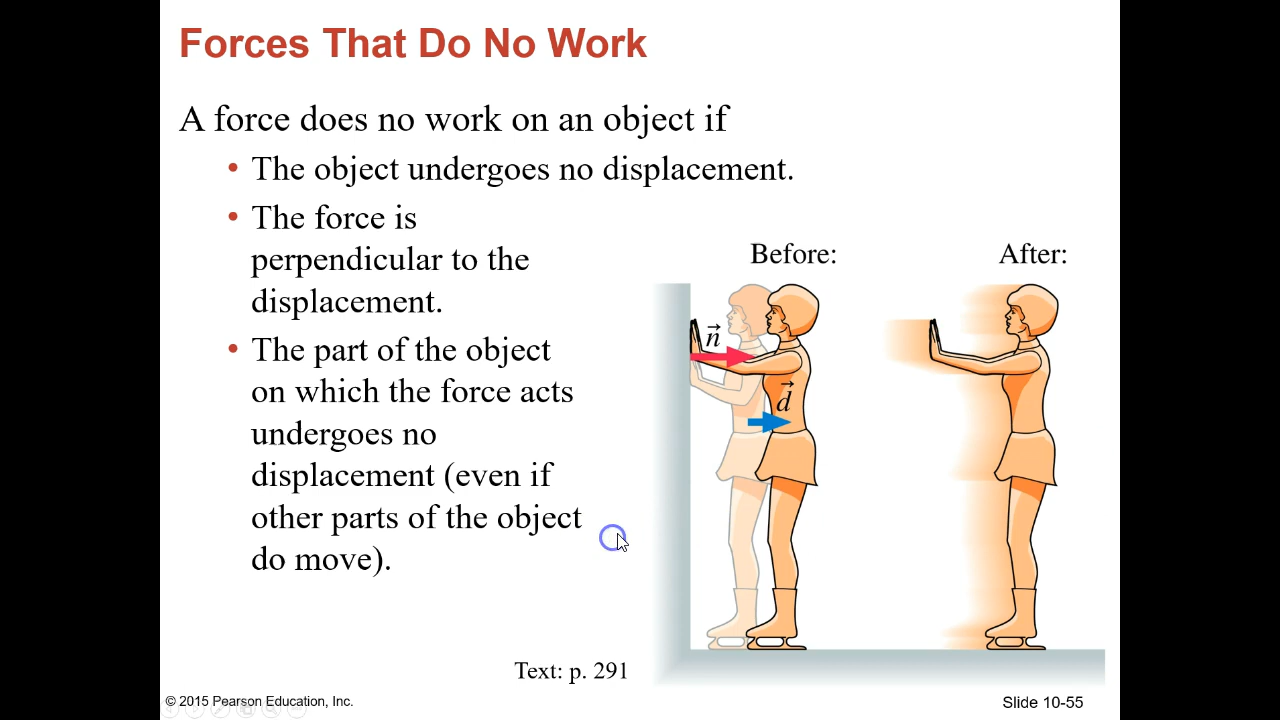 Forces That Do No Work
A force does no work on an object if
• The object undergoes no displacement.
• The force is
perpendicular to the
displacement.
• The part of the object
on which the force acts
undergoes no
displacement (even if
other parts of the object
do move).
Before:
After:
n⃗
d⃗
Text: p. 291
© 2015 Pearson Education, Inc.
Slide 10-55